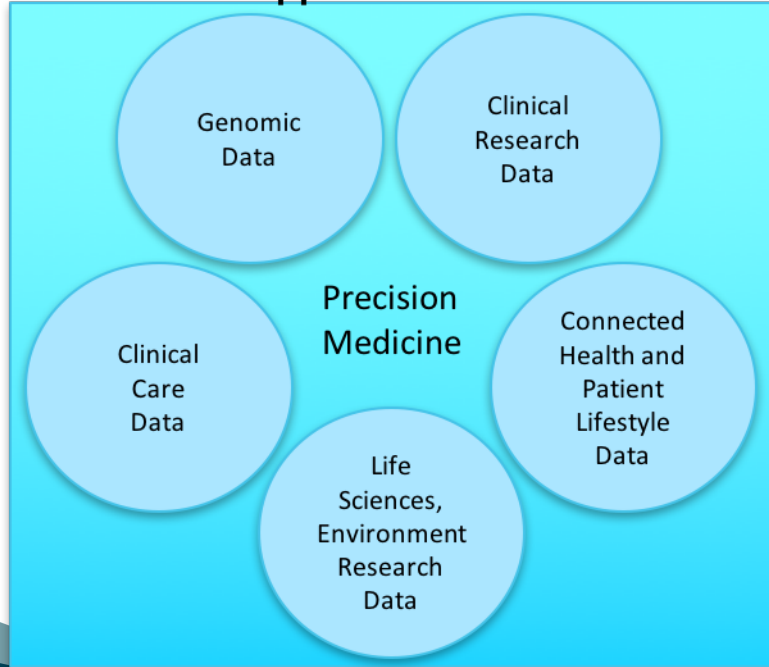 Genomic
Data
Clinical
Research
Data
Precision
Medicine
Clinical
Care
Data
Connected
Health and
Patient
Lifestyle
Data
Life
Sciences,
Environment
Research
Data